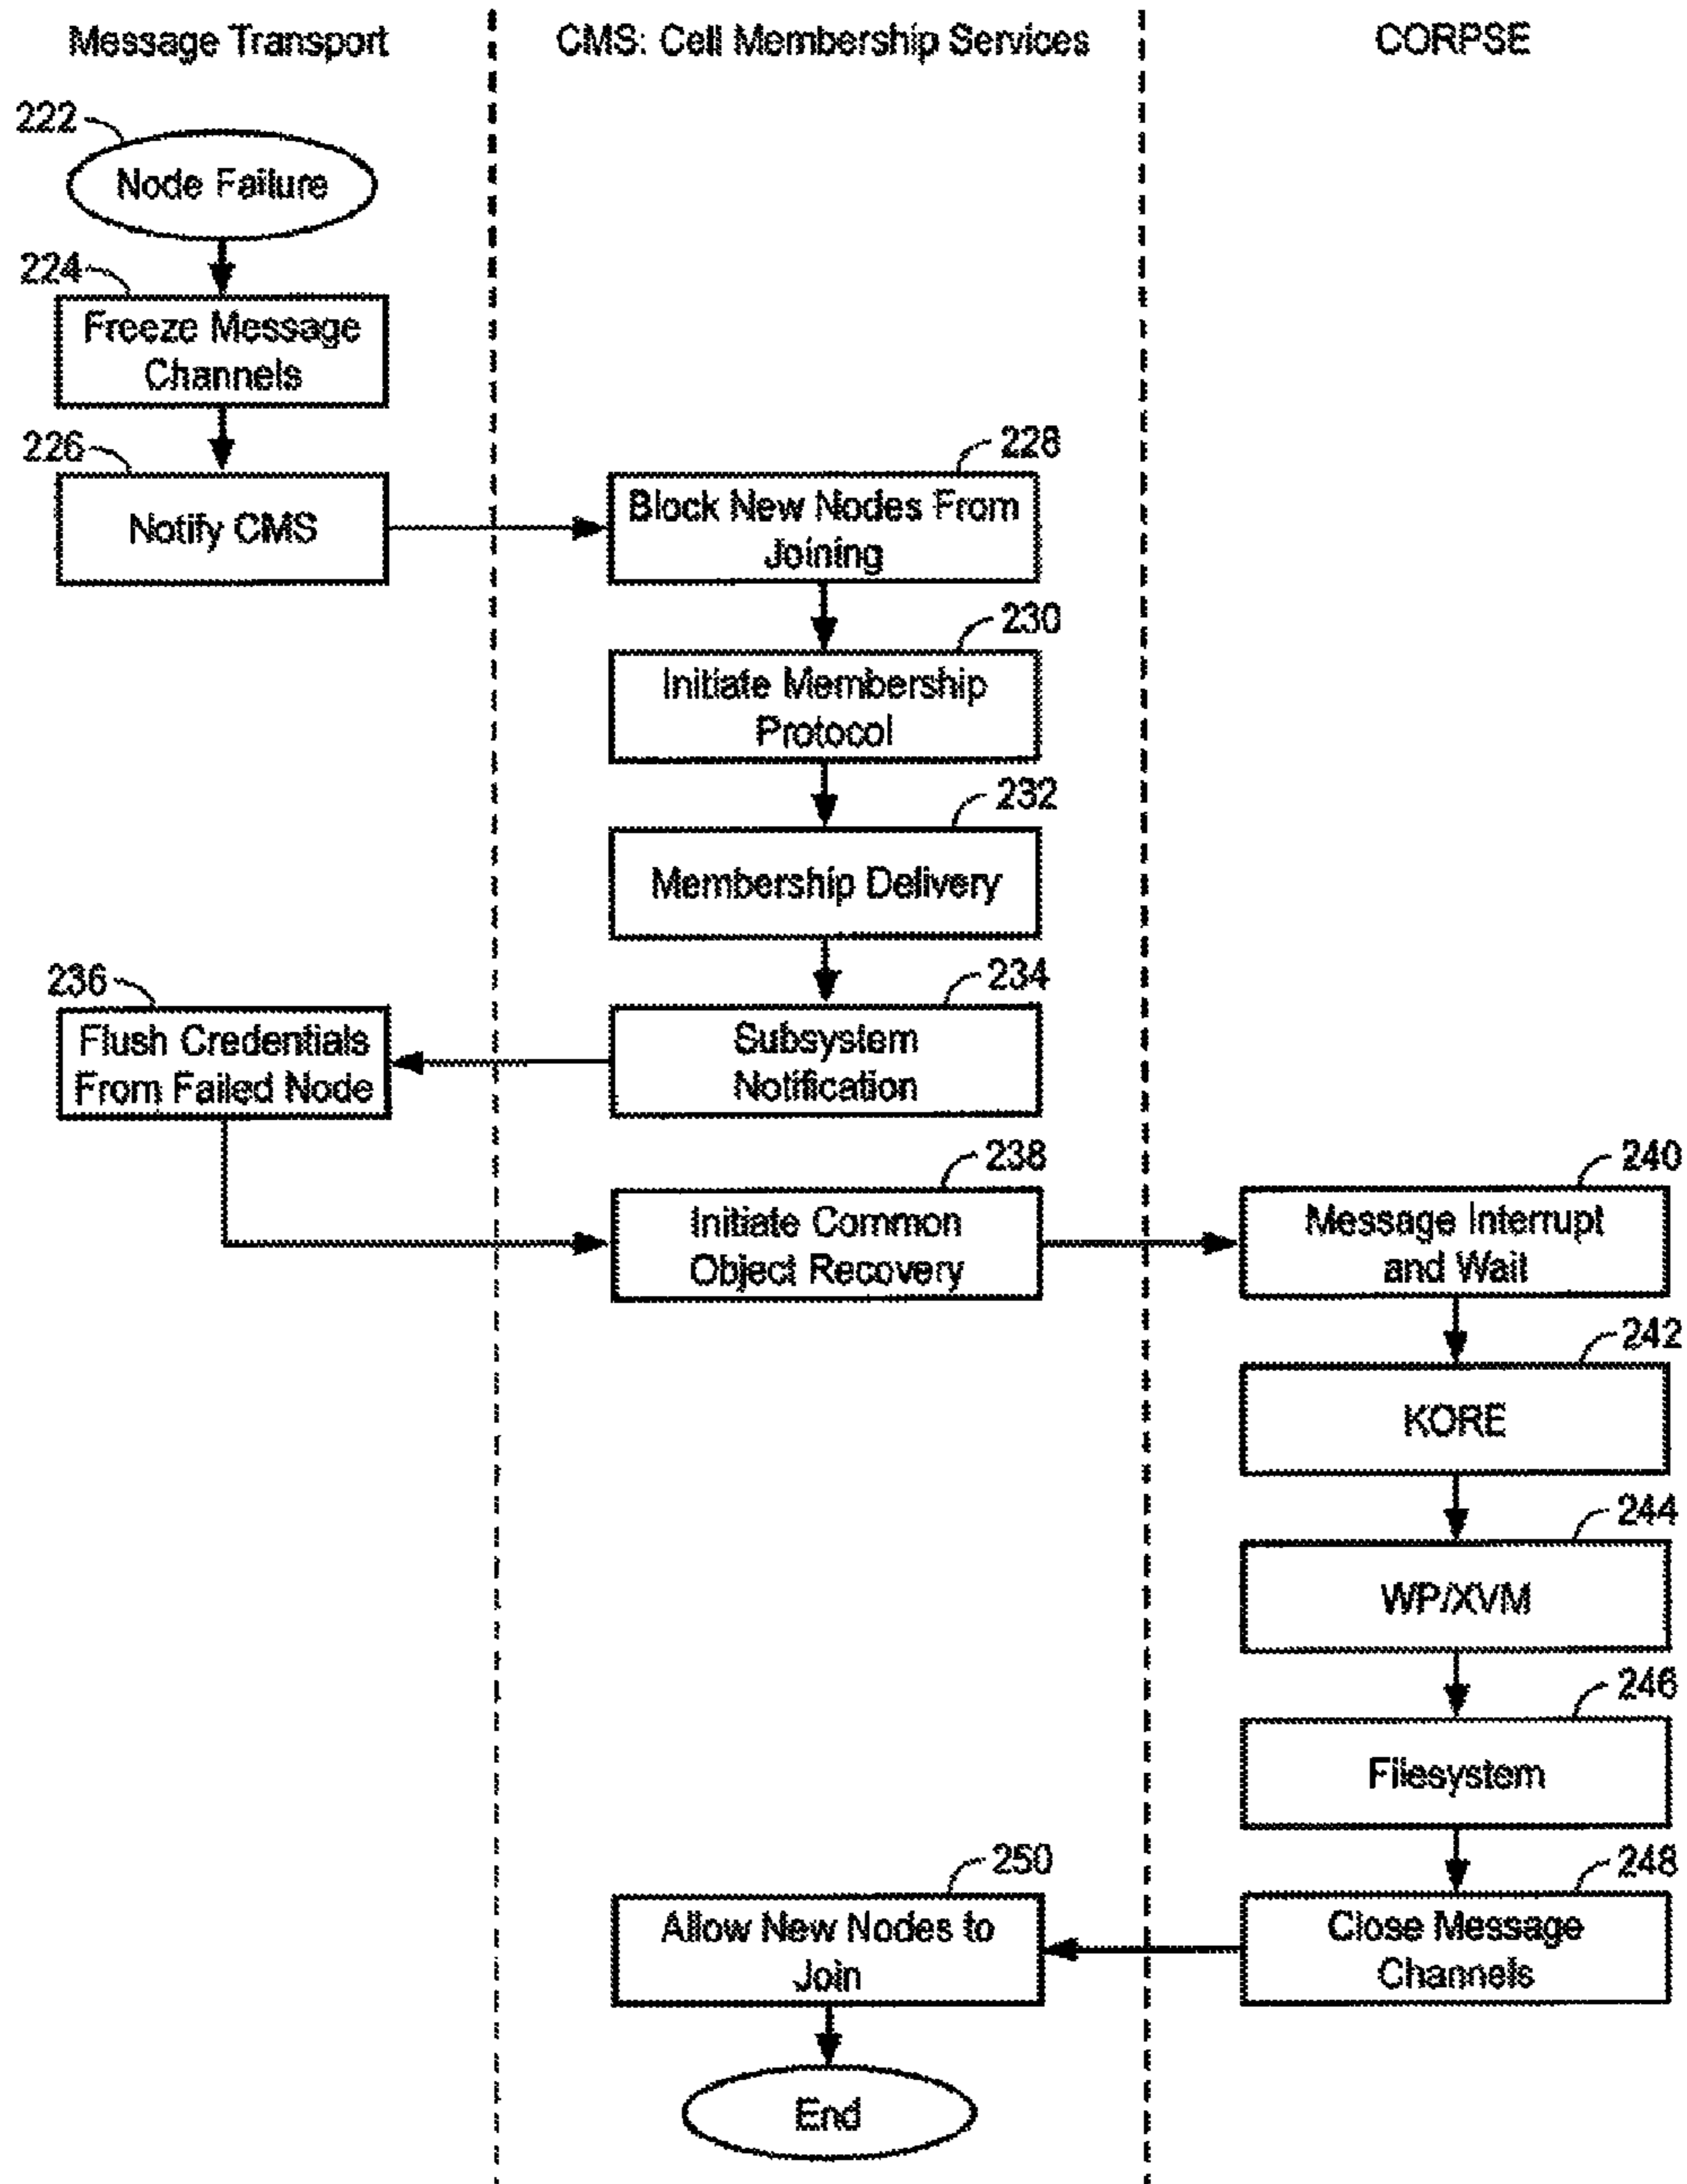 Message Transport
CMS: Cell Membership Services
CORPSE
222
Node Failure
224
Freeze Message
Channels
226
Notify CMS
228
Block New Nodes From
Joining
230
Initiate Membership
Protocol
232
Membership Delivery
234
Subsystem
Notification
236
Flush Credentials
From Failed Node
238
Initiate Common
Object Recovery
240
Message Interrupt
and Wait
242
KORE
244
WP/XVM
246
Filesystem
248
Close Message
Channels
250
Allow New Nodes to
Join
End